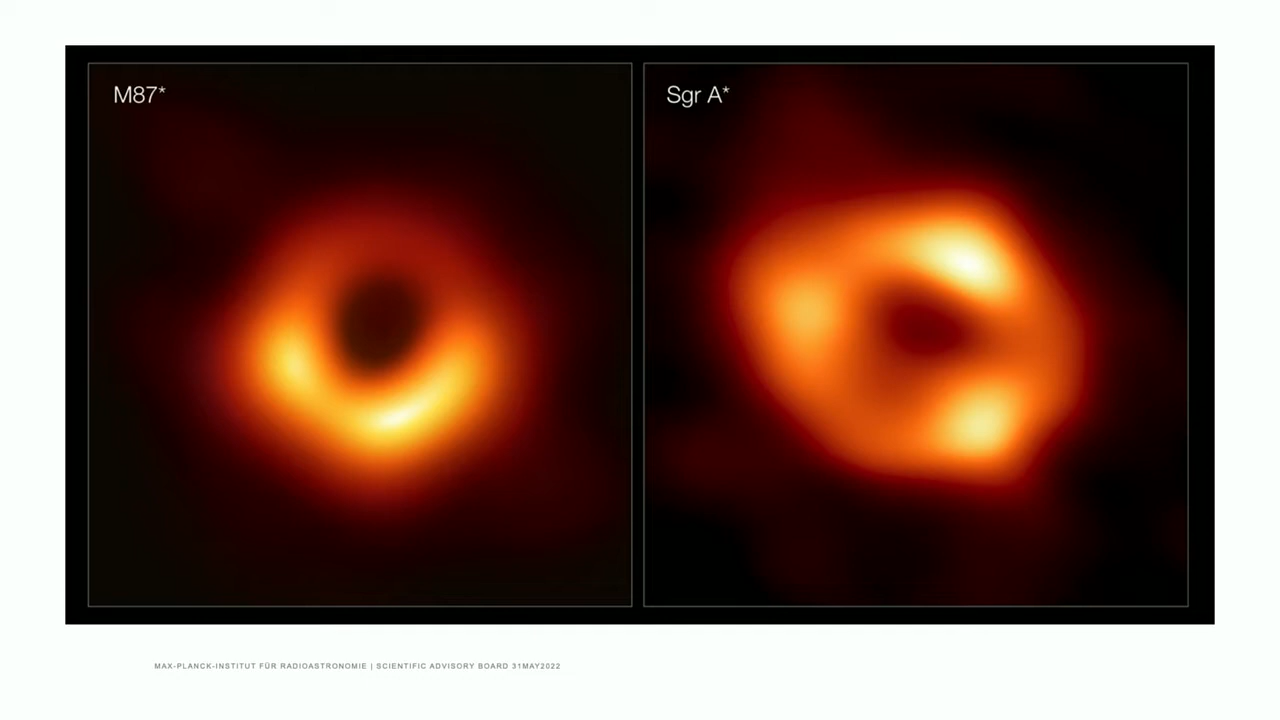 M87*
Sgr A*
MAX-PLANCK-INSTITUT FÜR RADIOASTRONOMIE | SCIENTIFIC ADVISORY BOARD 31MAY2022